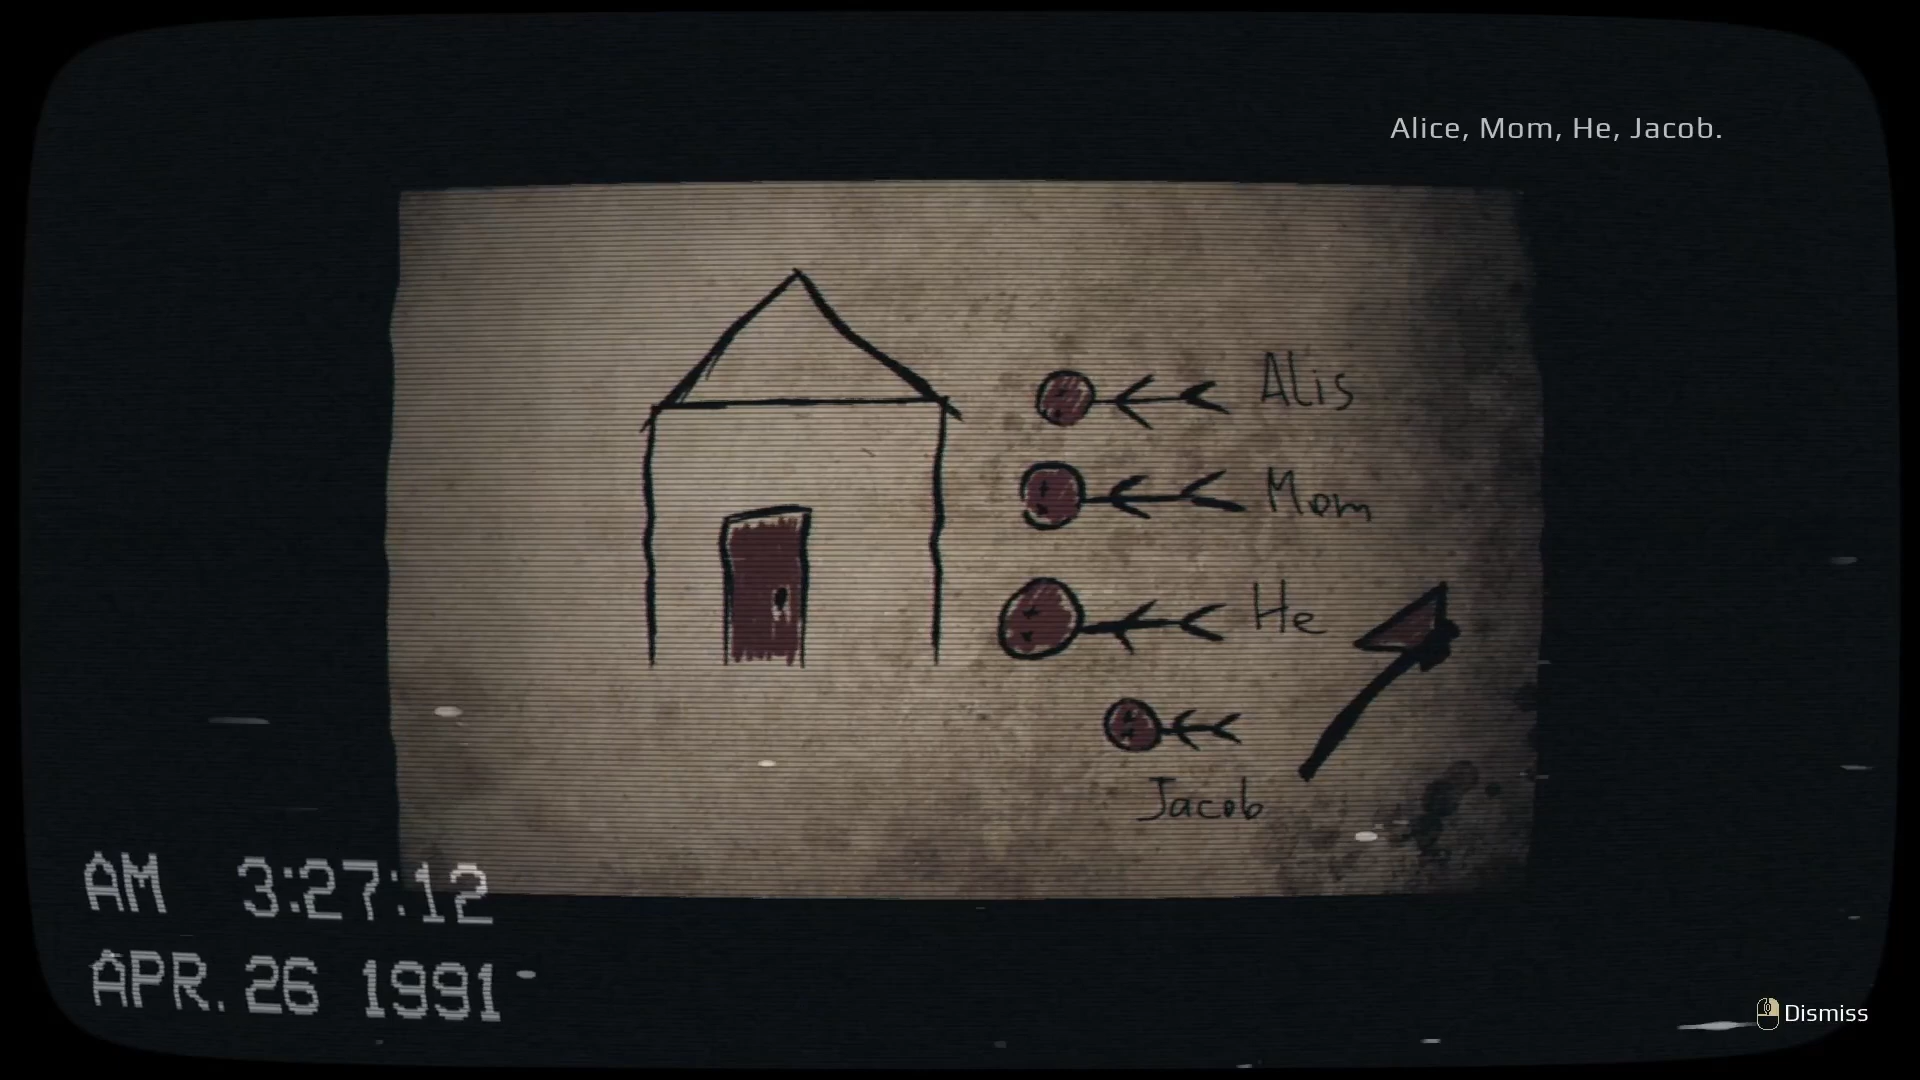 Alice, Mom, He, Jacob.
Alis
Mom
He
Jacob
AM 3:27:12
APR. 26 1991
Dismiss